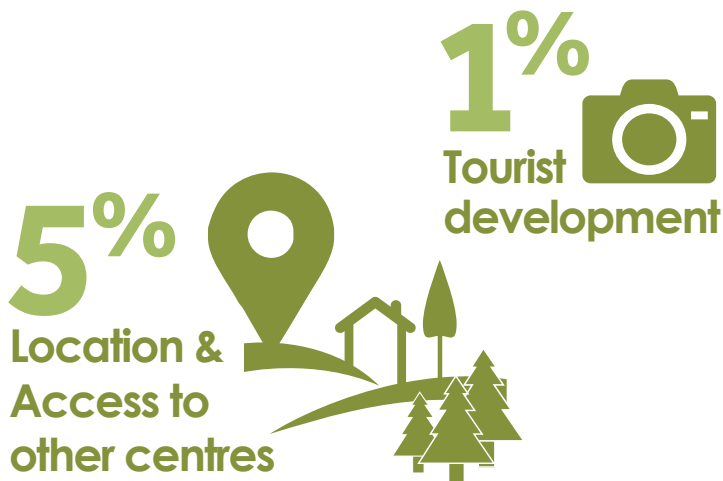 1%
Tourist
development
5%
Location &
Access to
other centres